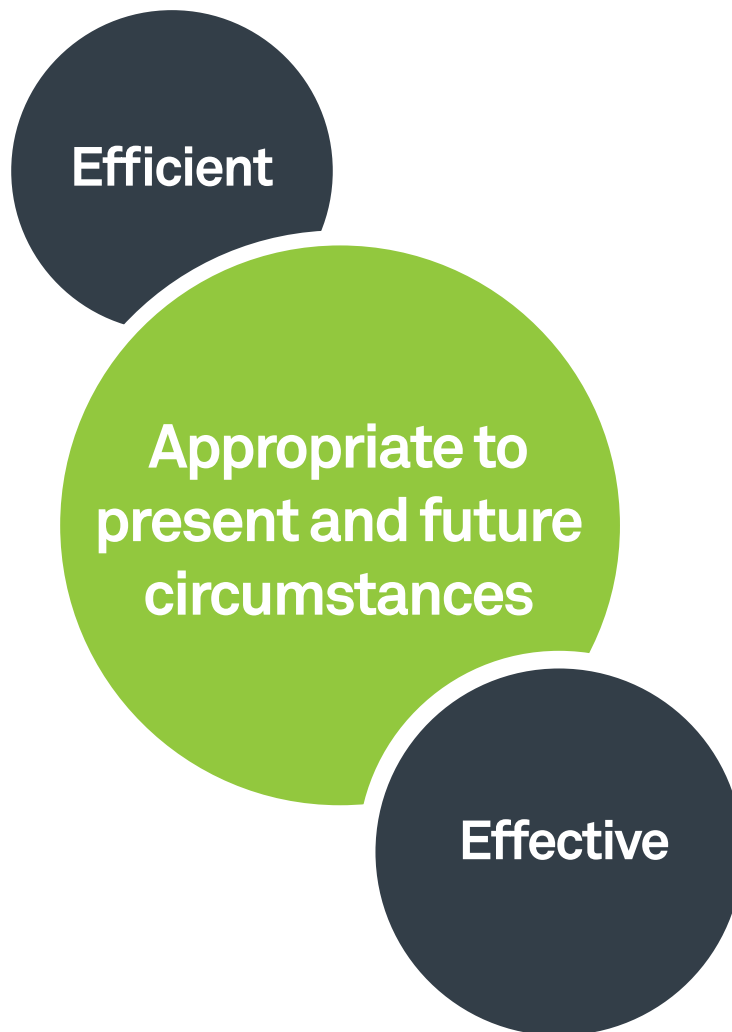 Efficient
Appropriate to
present and future
circumstances
Effective